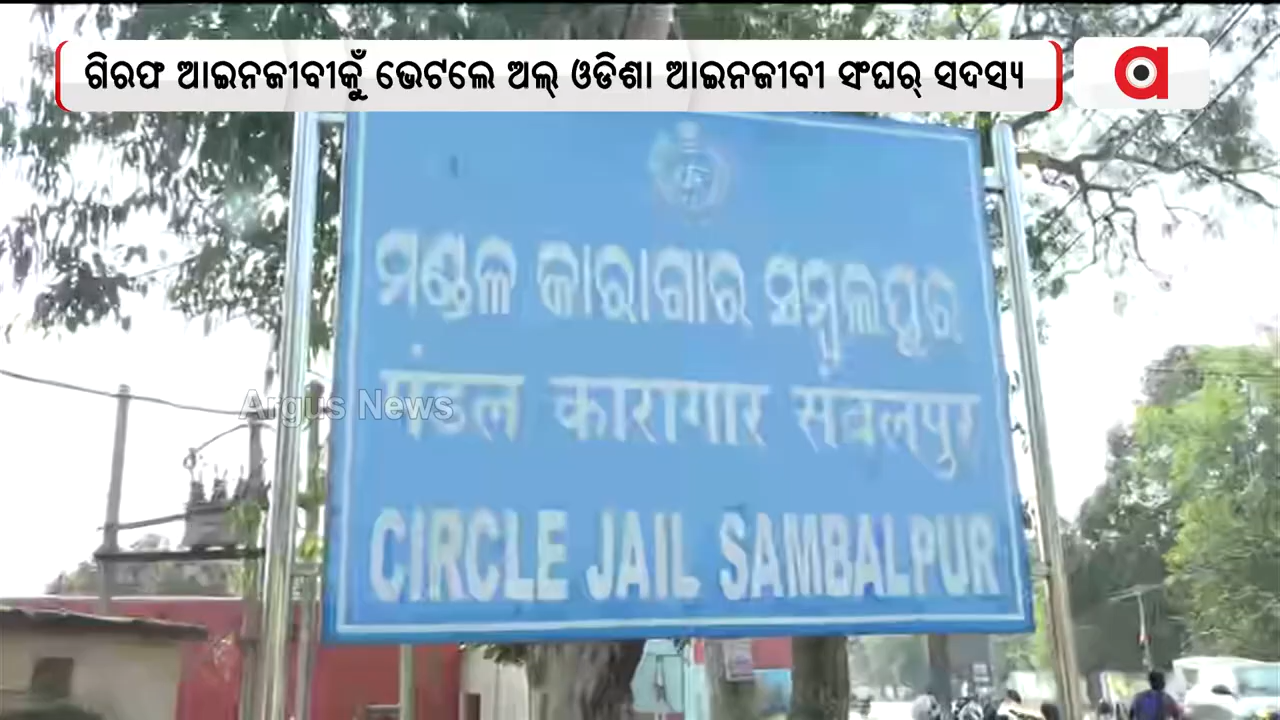 ଗିରଫ ଆଇନଜୀବୀଙ୍କୁଁ ଭେଟଲେ ଅଲ୍ ଓଡିଶା ଆଇନଜୀବୀ ସଂଘର୍ ସଦସ୍ୟ
a
ମଣ୍ଡଳ କାରାଗାର ସମ୍ବଲପୁର
मंडल कारागार संबलपुर
Argus News
CIRCLE JAIL SAMBALPUR